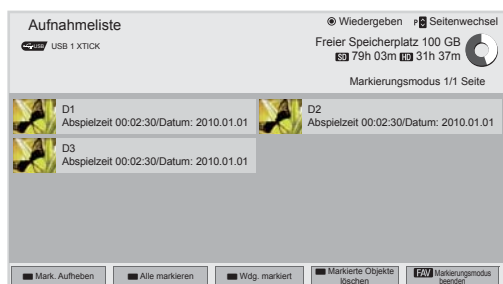 Aufnahmeliste
Wiedergeben P Seitenwechsel
USB USB 1 XTICK
Freier Speicherplatz 100 GB
SD 79h 03m HD 31h 37m
Markierungsmodus 1/1 Seite
D1
Abspielzeit 00:02:30/Datum: 2010.01.01
D2
Abspielzeit 00:02:30/Datum: 2010.01.01
D3
Abspielzeit 00:02:30/Datum: 2010.01.01
Mark. Aufheben
Alle markieren
Wdg. markiert
Markierte Objekte
löschen
FAV Markierungsmodus
beenden